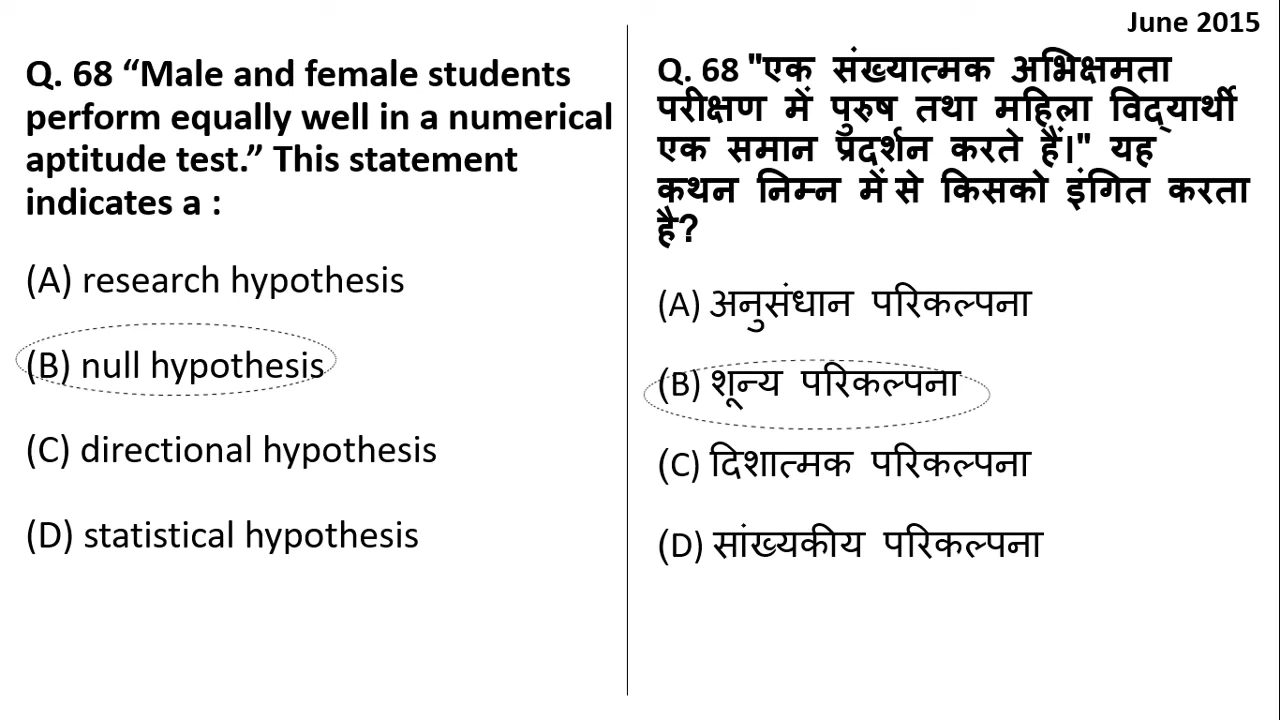 June 2015
Q. 68 “Male and female students
perform equally well in a numerical
aptitude test.” This statement
indicates a :
(A) research hypothesis
(B) null hypothesis
(C) directional hypothesis
(D) statistical hypothesis
Q. 68 "एक संख्यात्मक अभिक्षमता
परीक्षण में पुरुष तथा महिला विद्यार्थी
एक समान प्रदर्शन करते हैं।" यह
कथन निम्न में से किसको इंगित करता
है?
(A) अनुसंधान परिकल्पना
(B) शून्य परिकल्पना
(C) दिशात्मक परिकल्पना
(D) सांख्यकीय परिकल्पना